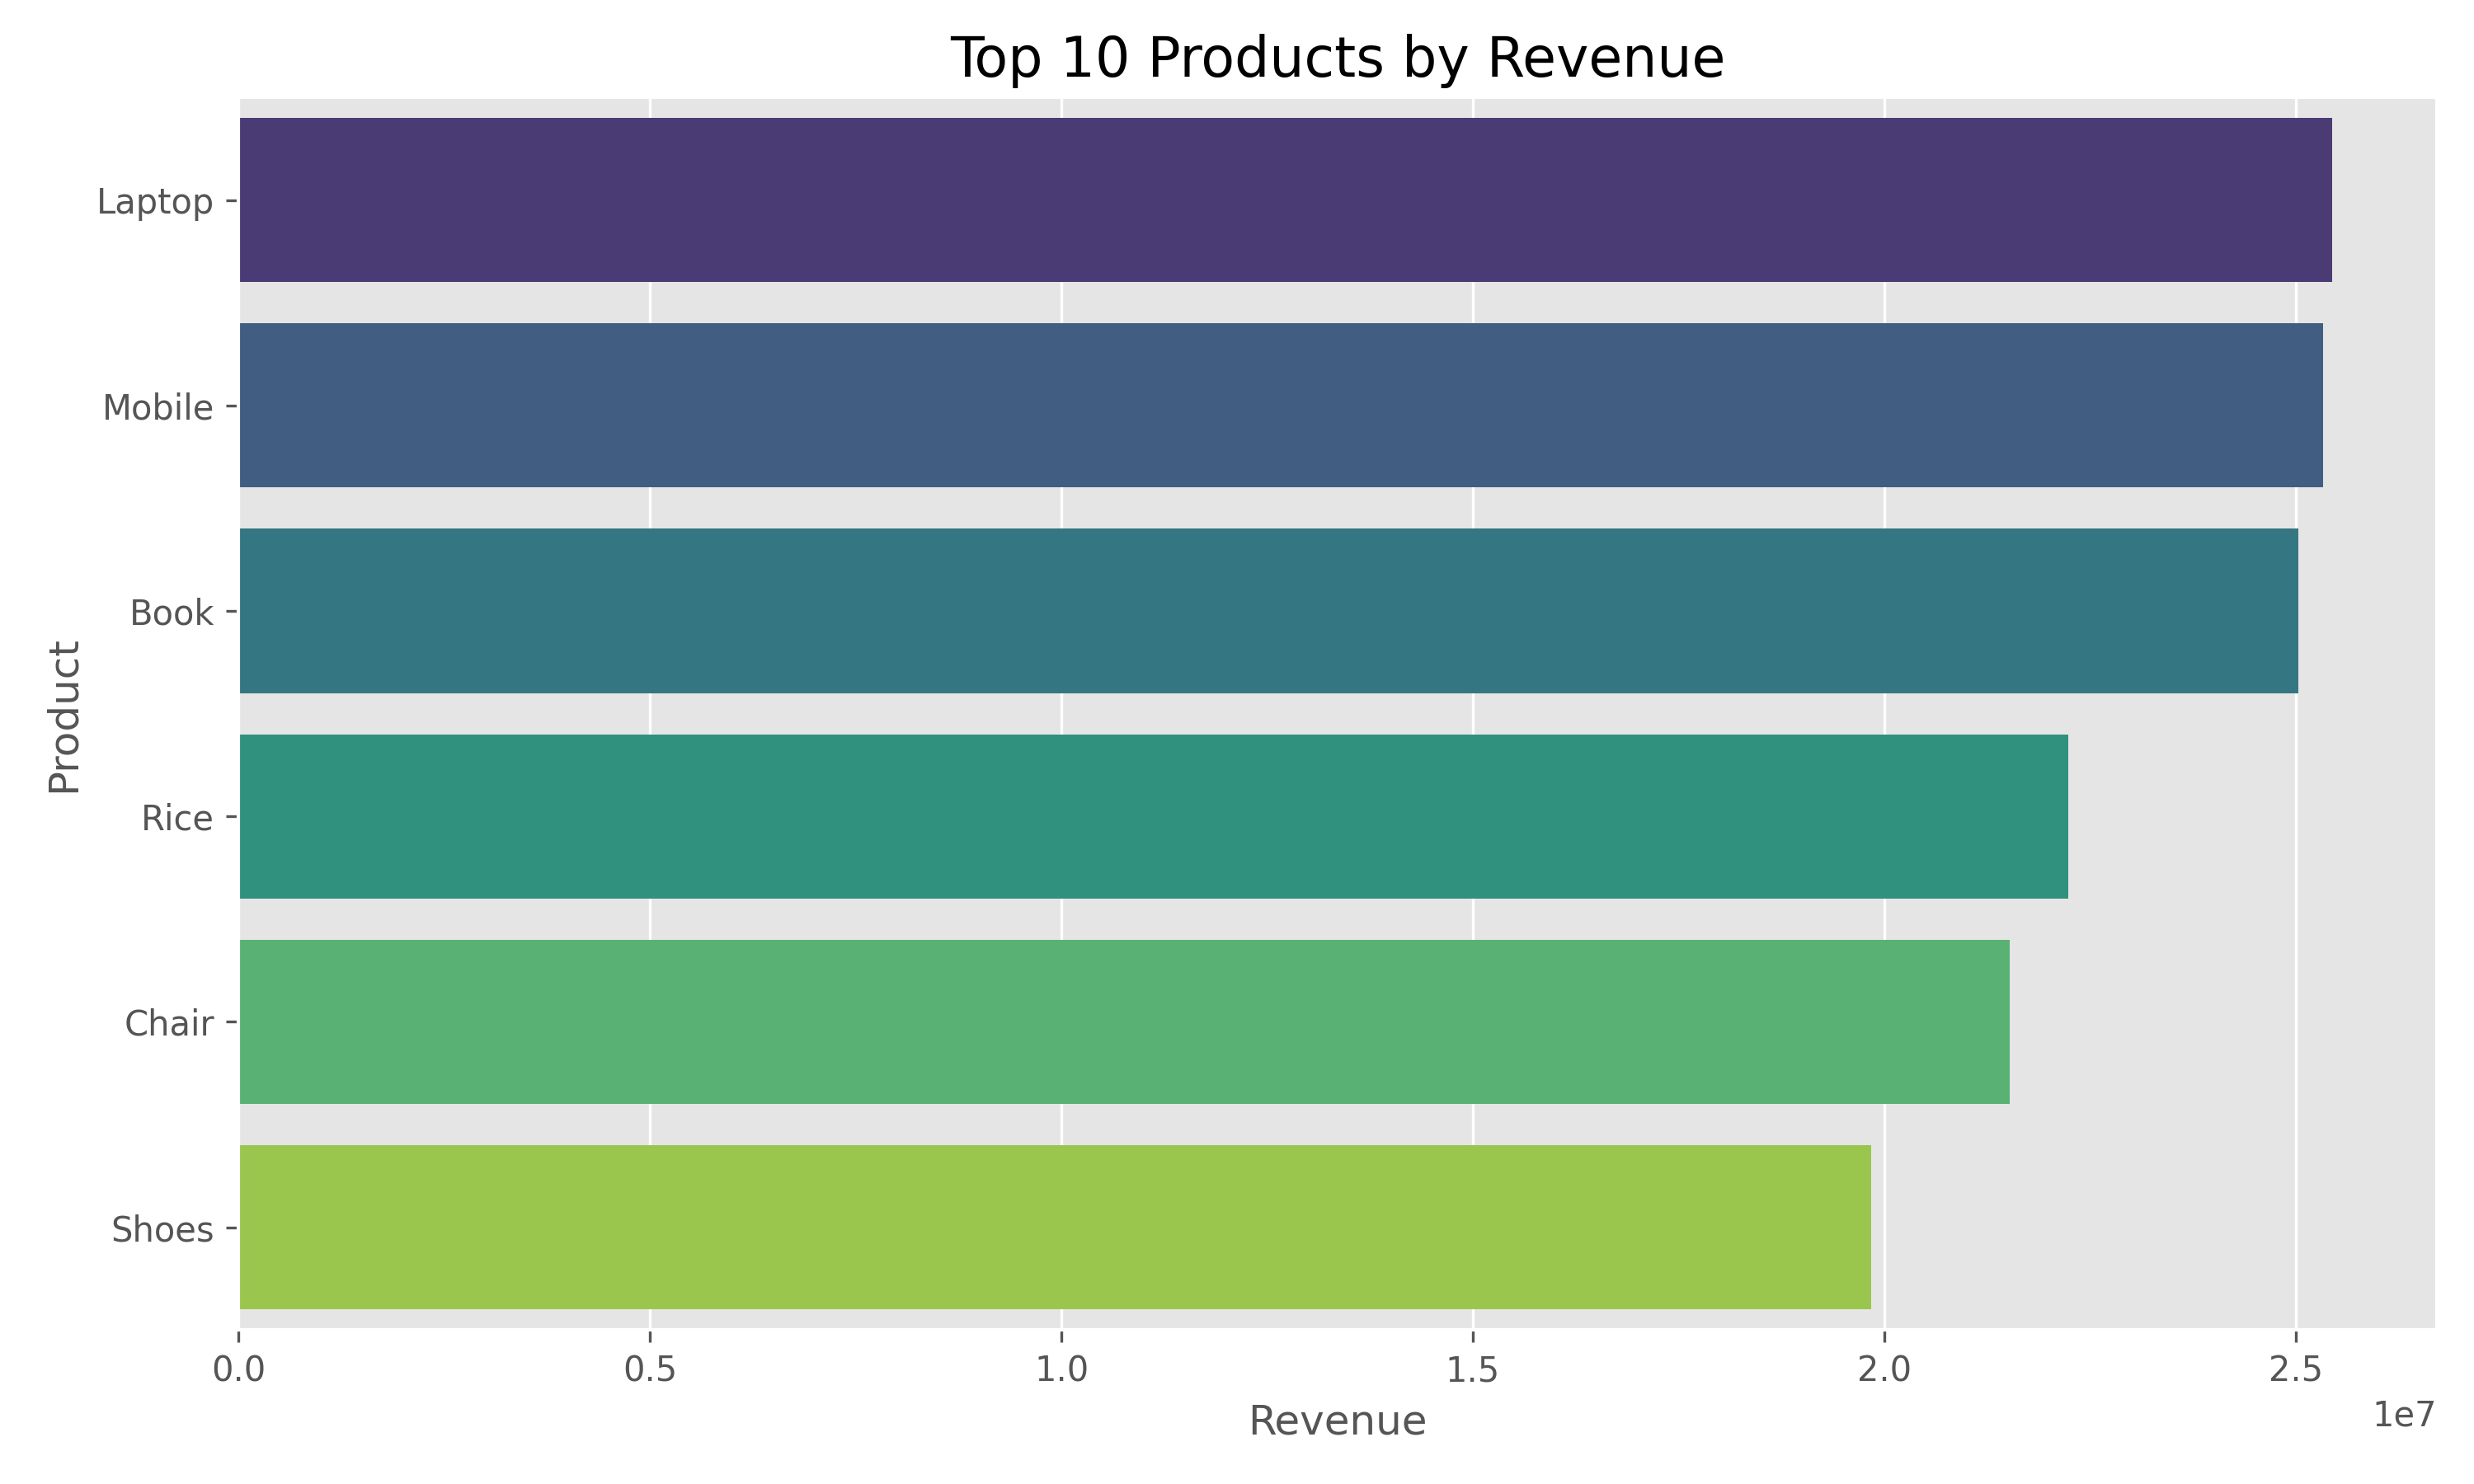 Top 10 Products by Revenue
Laptop
Mobile
Book
Rice
Chair
Shoes
Product
0.0 0.5 1.0 1.5 2.0 2.5
1e7
Revenue